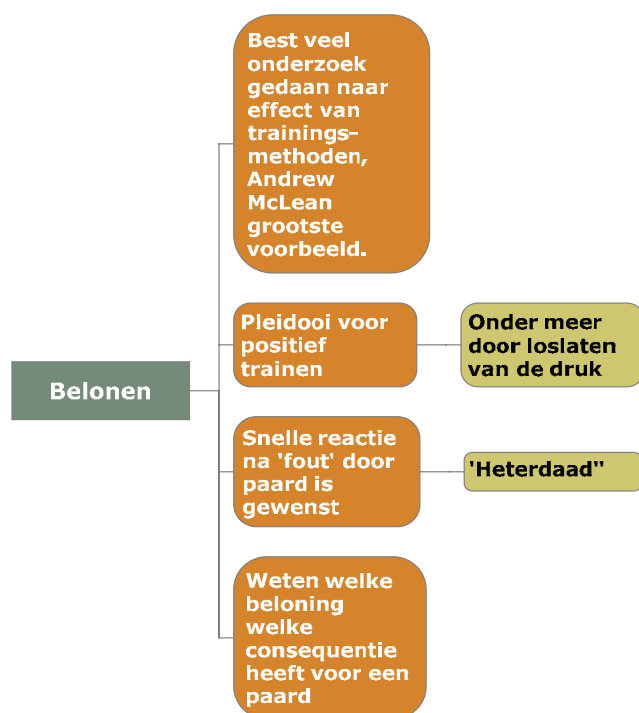 Best veel
onderzoek
gedaan naar
effect van
trainings-
methoden,
Andrew
McLean
grootste
voorbeeld.
Pleidooi voor
positief
trainen
Onder meer
door loslaten
van de druk
Belonen
Snelle reactie
na 'fout' door
paard is
gewenst
'Heterdaad"
Weten welke
beloning
welke
consequentie
heeft voor een
paard